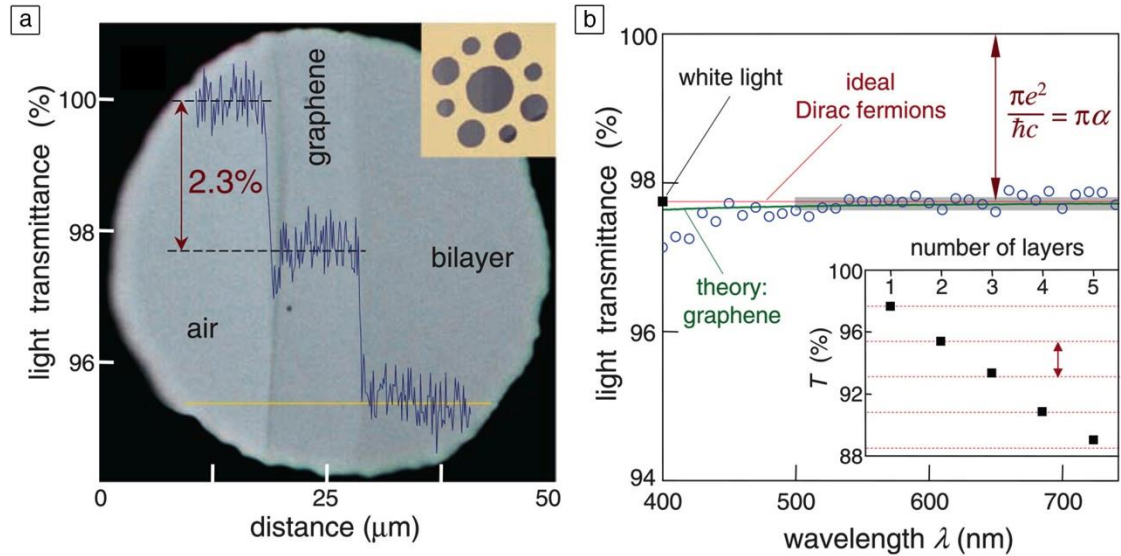 a
light transmittance (%)
100
98
96
2.3%
air
graphene
bilayer
0
25
50
distance (μm)
b
light transmittance (%)
100
98
96
94
white light
ideal
Dirac fermions
πe²/ħc = πα
theory:
graphene
number of layers
1 2 3 4 5
T (%)
100
96
92
88
400 500 600 700
wavelength λ (nm)